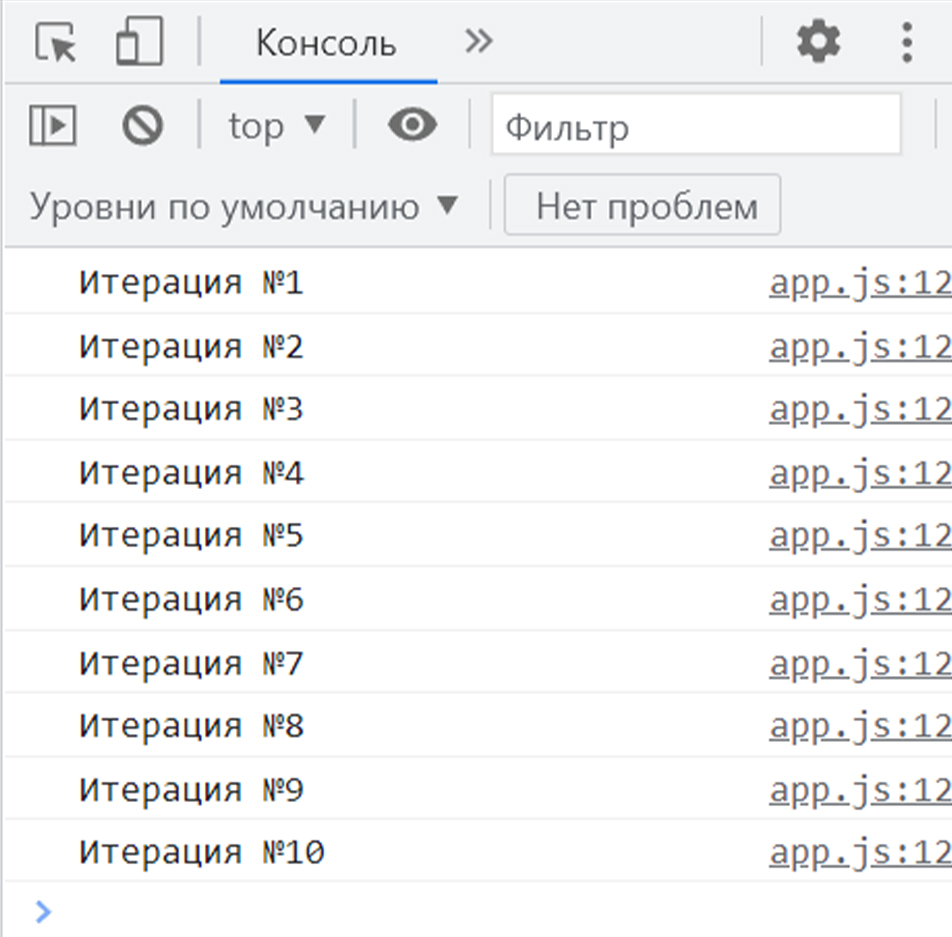 Консоль
top Фильтр
Уровни по умолчанию Нет проблем
Итерация №1 app.js:12
Итерация №2 app.js:12
Итерация №3 app.js:12
Итерация №4 app.js:12
Итерация №5 app.js:12
Итерация №6 app.js:12
Итерация №7 app.js:12
Итерация №8 app.js:12
Итерация №9 app.js:12
Итерация №10 app.js:12